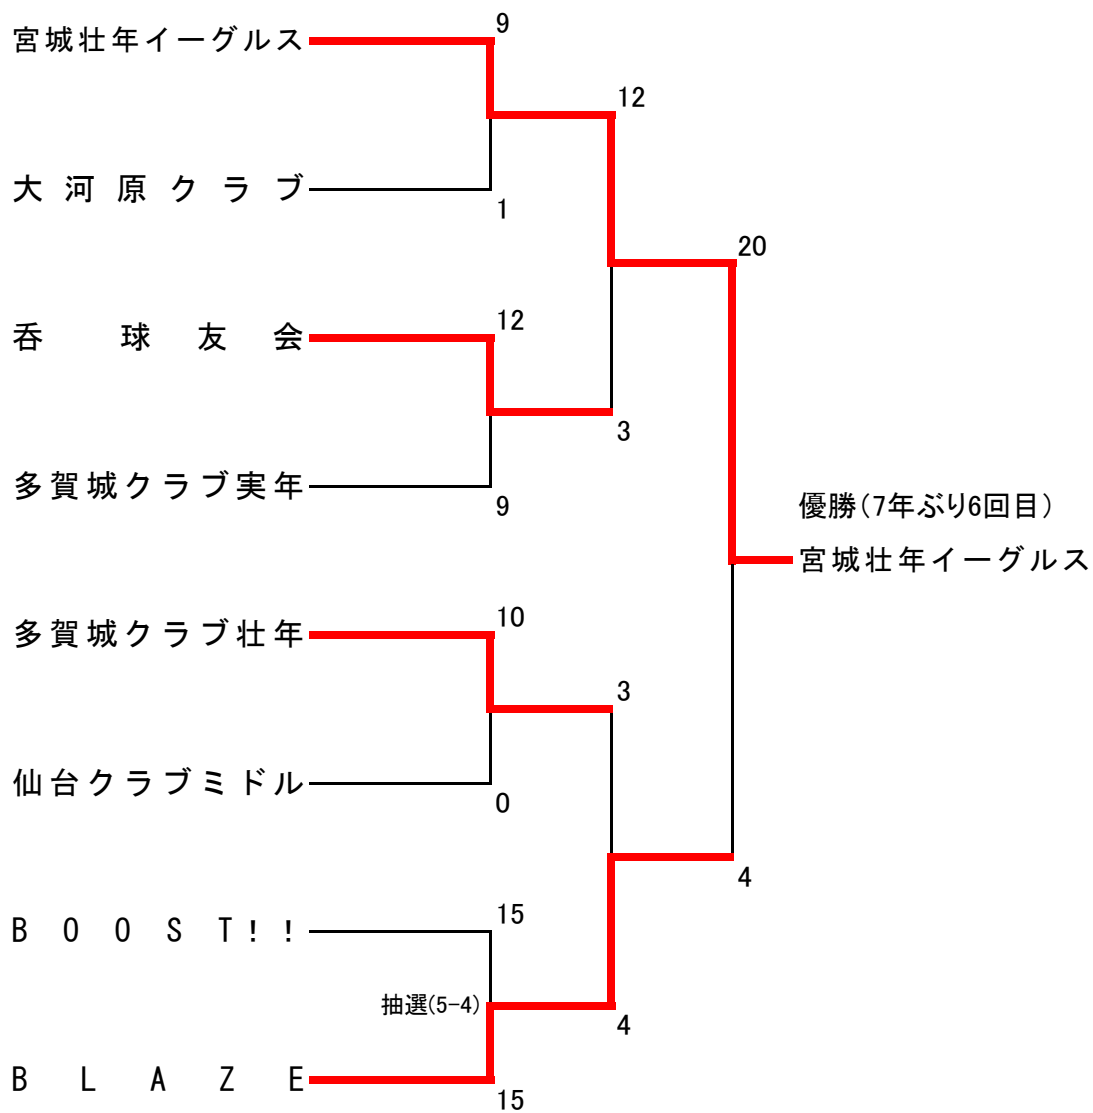 9
宮城壮年イーグルス
12
大河原クラブ
1
20
12
呑球友会
3
多賀城クラブ実年
9
優勝(7年ぶり6回目)
宮城壮年イーグルス
10
多賀城クラブ壮年
3
仙台クラブミドル
0
4
15
BOOST!!
抽選(5-4)
4
BLAZE
15